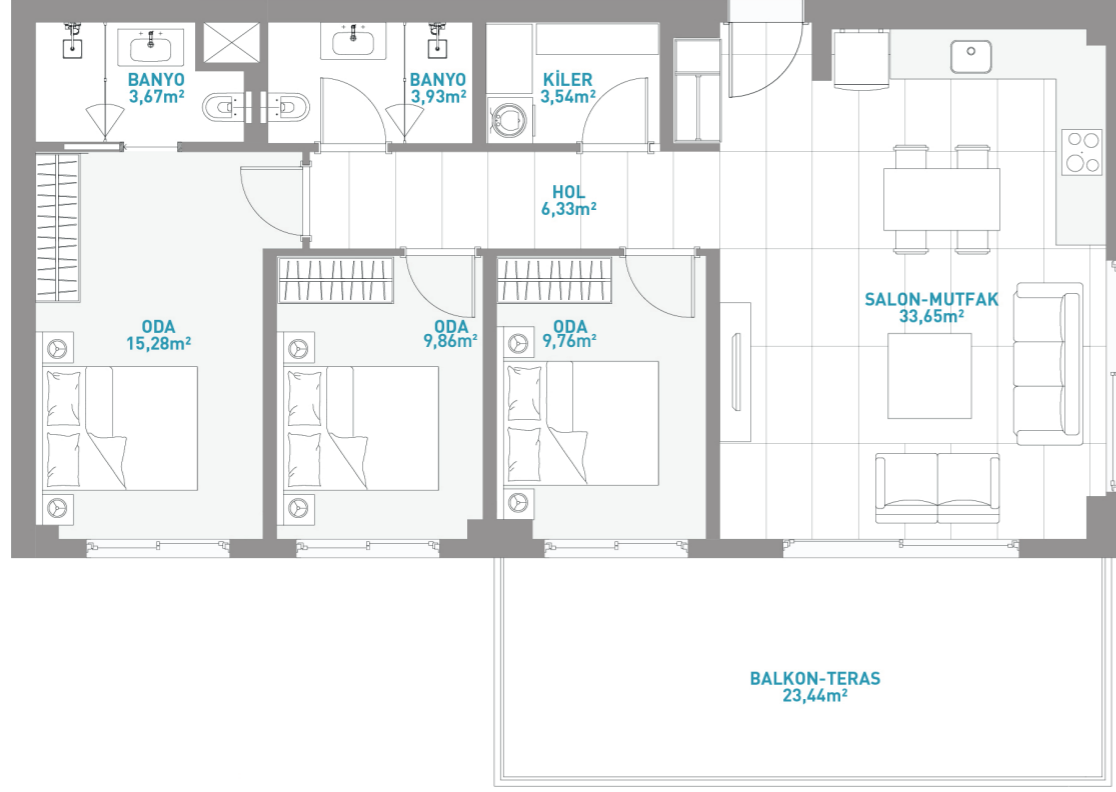 BANYO
3,67m²
BANYO
3,93m²
KİLER
3,54m²
HOL
6,33m²
SALON-MUTFAK
33,65m²
ODA
15,28m²
ODA
9,86m²
ODA
9,76m²
BALKON-TERAS
23,44m²